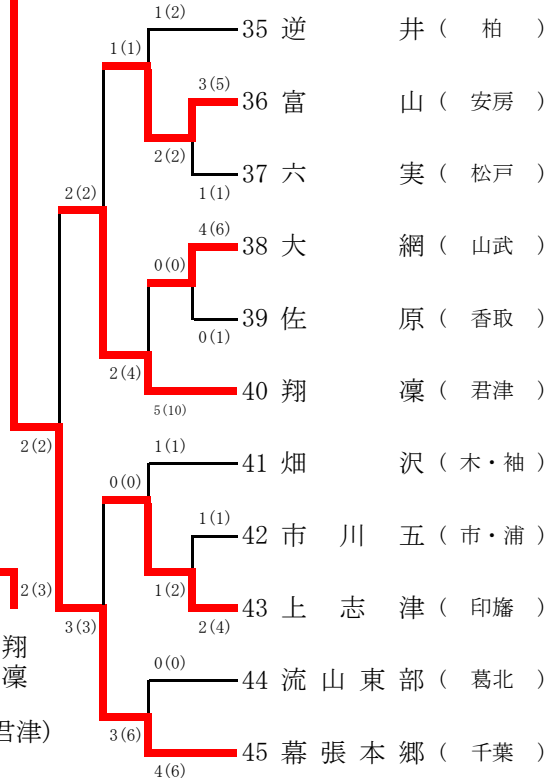 1(2)
35 逆井（柏）
1(1)
3(5)
36 富山（安房）
2(2)
37 六実（松戸）
1(1)
2(2)
4(6)
38 大網（山武）
0(0)
39 佐原（香取）
0(1)
2(4)
40 翔凜（君津）
5(10)
2(2)
1(1)
41 畑沢（木・袖）
0(0)
1(1)
42 市川五（市・浦）
1(2)
2(3)
43 上志津（印旛）
3(3)
2(4)
翔
凜
0(0)
44 流山東部（葛北）
君津）
3(6)
45 幕張本郷（千葉）
4(6)